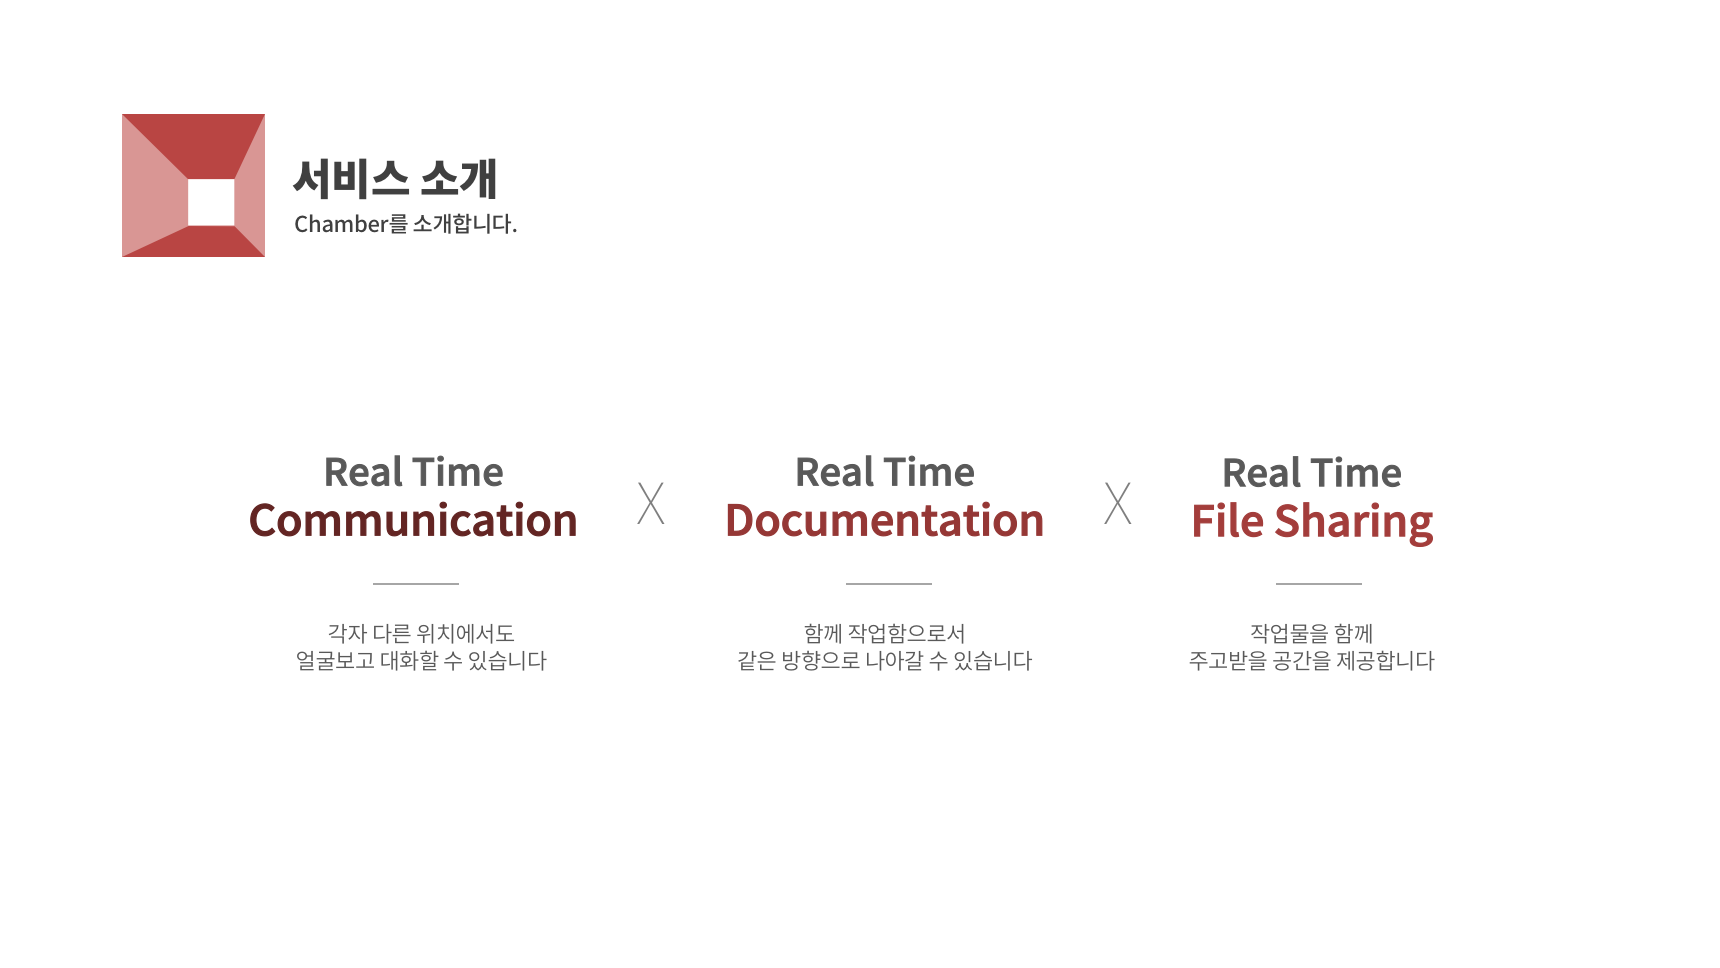 서비스 소개
Chamber를 소개합니다.
Real Time
Communication
각자 다른 위치에서도
얼굴보고 대화할 수 있습니다
X
Real Time
Documentation
함께 작업함으로서
같은 방향으로 나아갈 수 있습니다
X
Real Time
File Sharing
작업물을 함께
주고받을 공간을 제공합니다